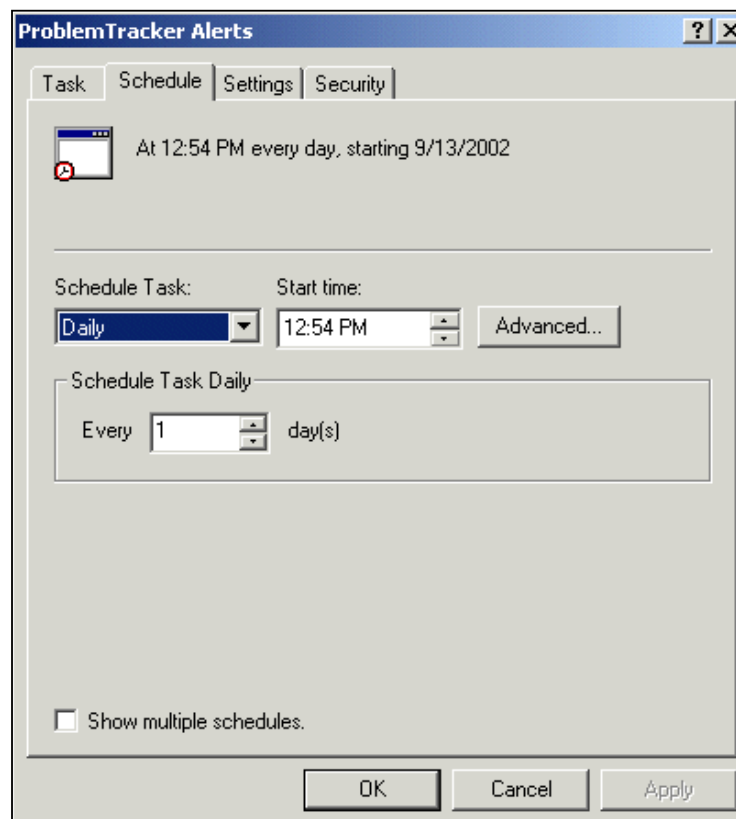 ProblemTracker Alerts
Task Schedule Settings Security
At 12:54 PM every day, starting 9/13/2002
Schedule Task: Start time:
Daily 12:54 PM Advanced...
Schedule Task Daily
Every 1 day(s)
Show multiple schedules.
OK Cancel Apply